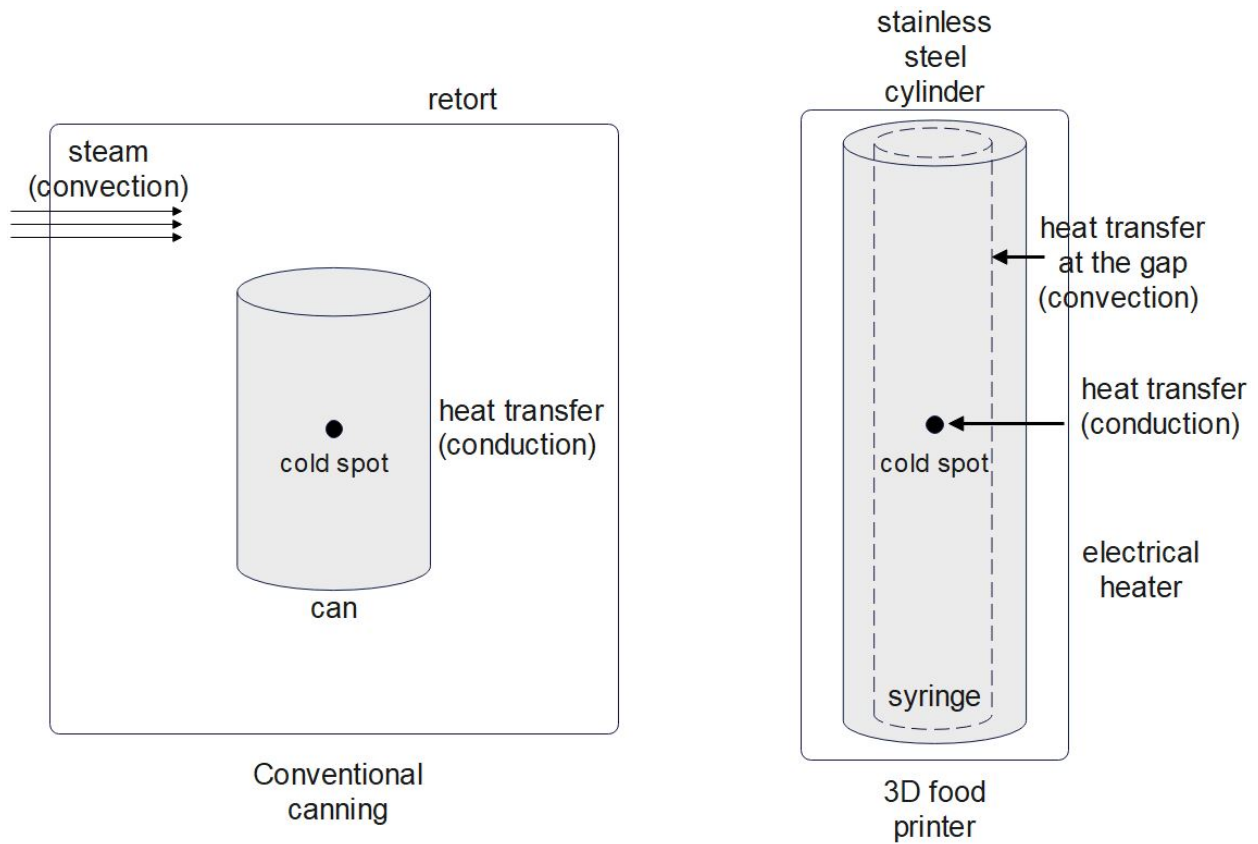 retort
steam
(convection)
heat transfer
(conduction)
cold spot
can
Conventional
canning
stainless
steel
cylinder
heat transfer
at the gap
(convection)
heat transfer
(conduction)
cold spot
electrical
heater
syringe
3D food
printer